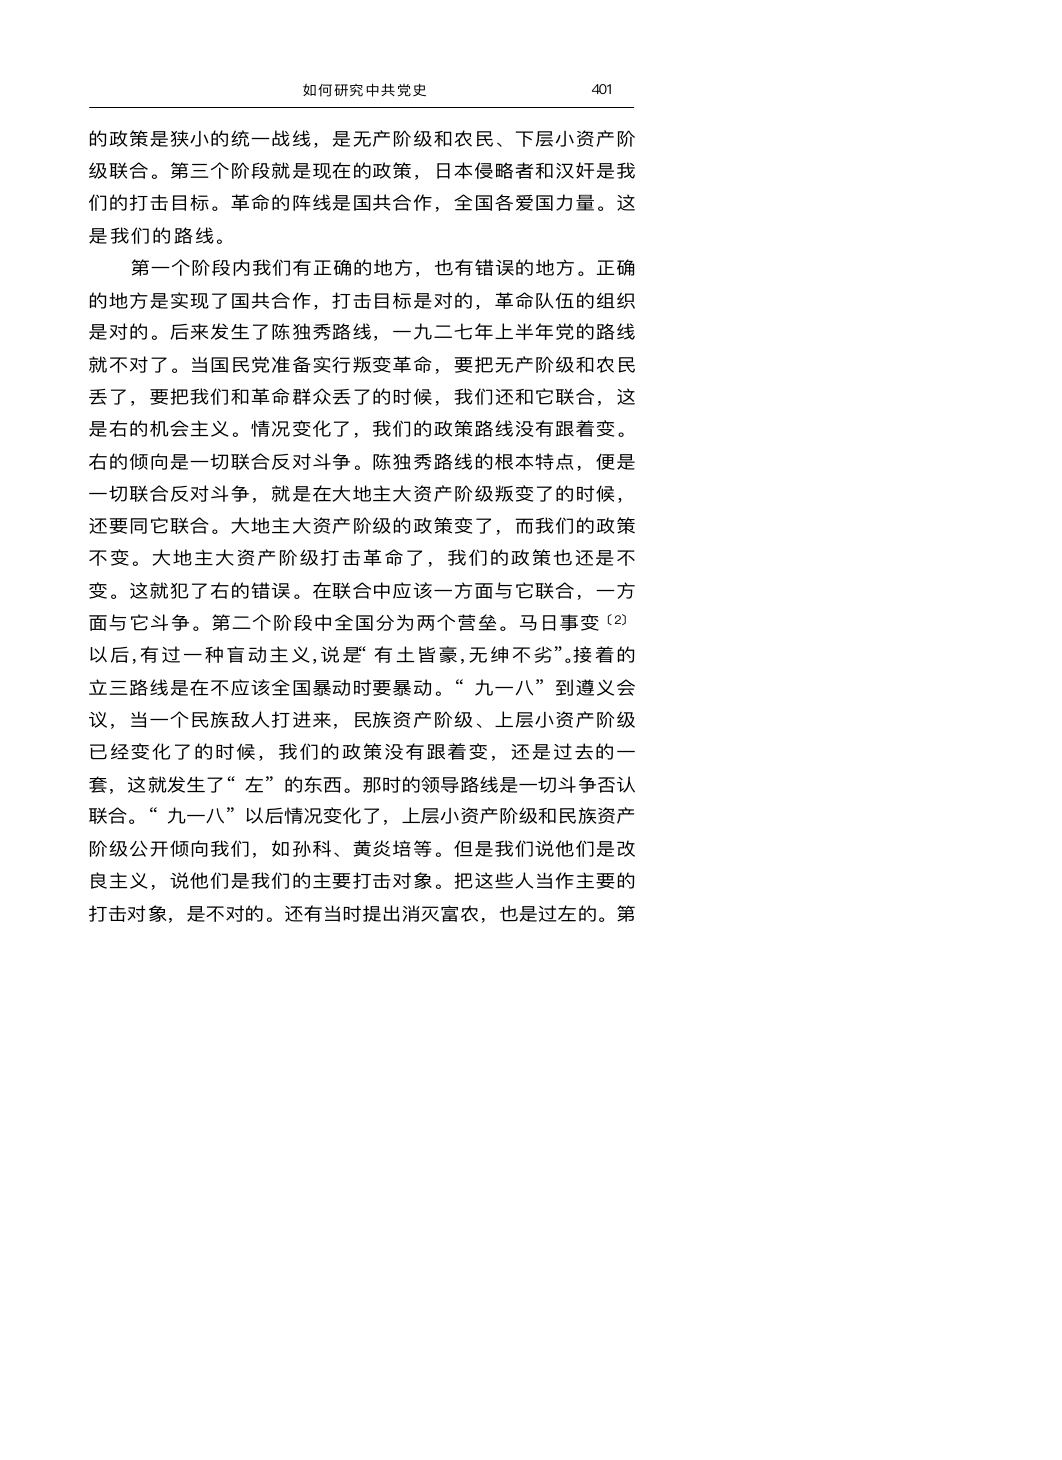 如何研究中共党史 401
的政策是狭小的统一战线，是无产阶级和农民、下层小资产阶
级联合。第三个阶段就是现在的政策，日本侵略者和汉奸是我
们的打击目标。革命的阵线是国共合作，全国各爱国力量。这
是我们的路线。
第一个阶段内我们有正确的地方，也有错误的地方。正确
的地方是实现了国共合作，打击目标是对的，革命队伍的组织
是对的。后来发生了陈独秀路线，一九二七年上半年党的路线
就不对了。当国民党准备实行叛变革命，要把无产阶级和农民
丢了，要把我们和革命群众丢了的时候，我们还和它联合，这
是右的机会主义。情况变化了，我们的政策路线没有跟着变。
右的倾向是一切联合反对斗争。陈独秀路线的根本特点，便是
一切联合反对斗争，就是在大地主大资产阶级叛变了的时候，
还要同它联合。大地主大资产阶级的政策变了，而我们的政策
不变。大地主大资产阶级打击革命了，我们的政策也还是不
变。这就犯了右的错误。在联合中应该一方面与它联合，一方
面与它斗争。第二个阶段中全国分为两个营垒。马日事变〔2〕
以后,有过一种盲动主义,说是“有土皆豪,无绅不劣”。接着的
立三路线是在不应该全国暴动时要暴动。“九一八”到遵义会
议，当一个民族敌人打进来，民族资产阶级、上层小资产阶级
已经变化了的时候，我们的政策没有跟着变，还是过去的一
套，这就发生了“左”的东西。那时的领导路线是一切斗争否认
联合。“九一八”以后情况变化了，上层小资产阶级和民族资产
阶级公开倾向我们，如孙科、黄炎培等。但是我们说他们是改
良主义，说他们是我们的主要打击对象。把这些人当作主要的
打击对象，是不对的。还有当时提出消灭富农，也是过左的。第